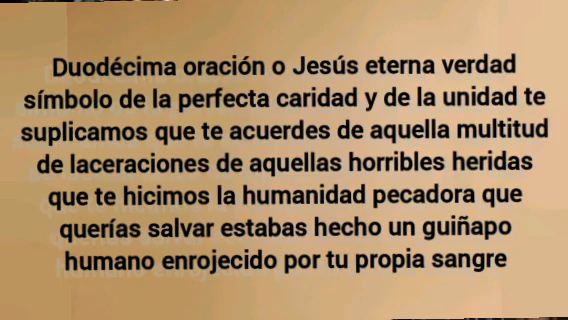 Duodécima oración o Jesús eterna verdad
símbolo de la perfecta caridad y de la unidad te
suplicamos que te acuerdes de aquella multitud
de laceraciones de aquellas horribles heridas
que te hicimos la humanidad pecadora que
querías salvar estabas hecho un guiñapo
humano enrojecido por tu propia sangre